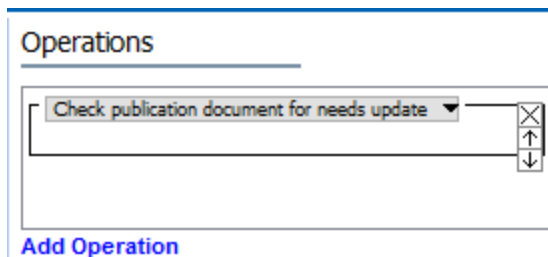 Operations
Check publication document for needs update
Add Operation